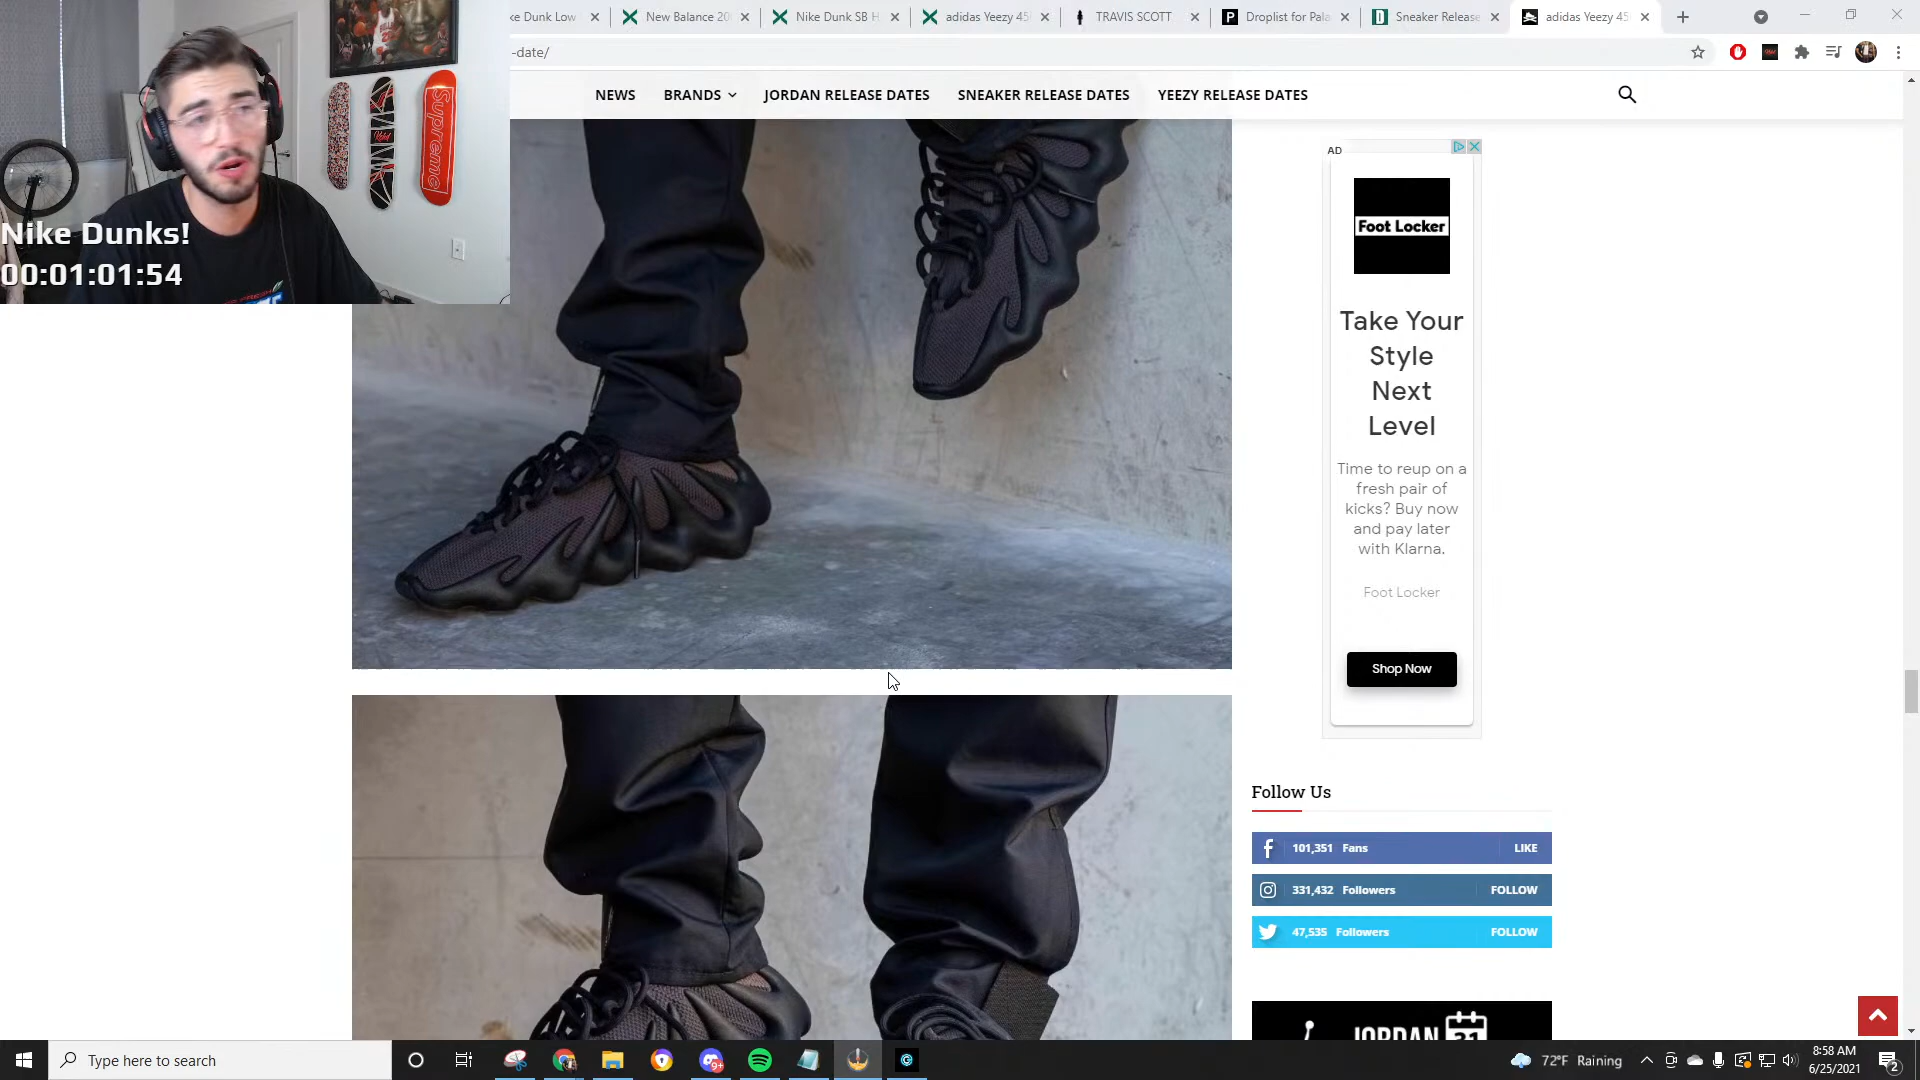 ke Dunk Low
New Balance 20
Nike Dunk SB H
adidas Yeezy 45
TRAVIS SCOTT
Droplist for Pala
Sneaker Release
adidas Yeezy 45
-date/
NEWS
BRANDS
JORDAN RELEASE DATES
SNEAKER RELEASE DATES
YEEZY RELEASE DATES
Supreme
Nike Dunks!
00:01:01:54
AD
Foot Locker
Take Your
Style
Next
Level
Time to reup on a
fresh pair of
kicks? Buy now
and pay later
with Klarna.
Foot Locker
Shop Now
Follow Us
101,351 Fans LIKE
331,432 Followers FOLLOW
47,535 Followers FOLLOW
JORDAN
Type here to search
9+
72°F Raining
8:58 AM
6/25/2021
2